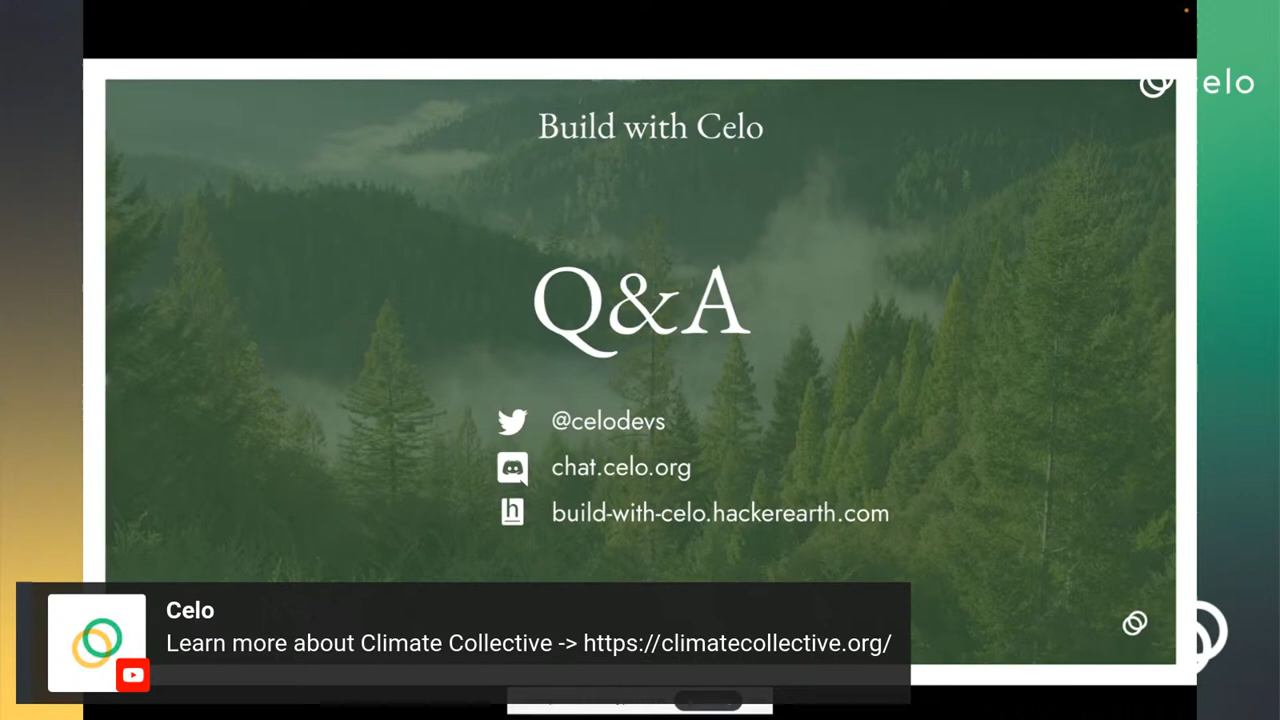 celo
Build with Celo
Q&A
@celodevs
chat.celo.org
h build-with-celo.hackerearth.com
Celo
Learn more about Climate Collective -> https://climatecollective.org/